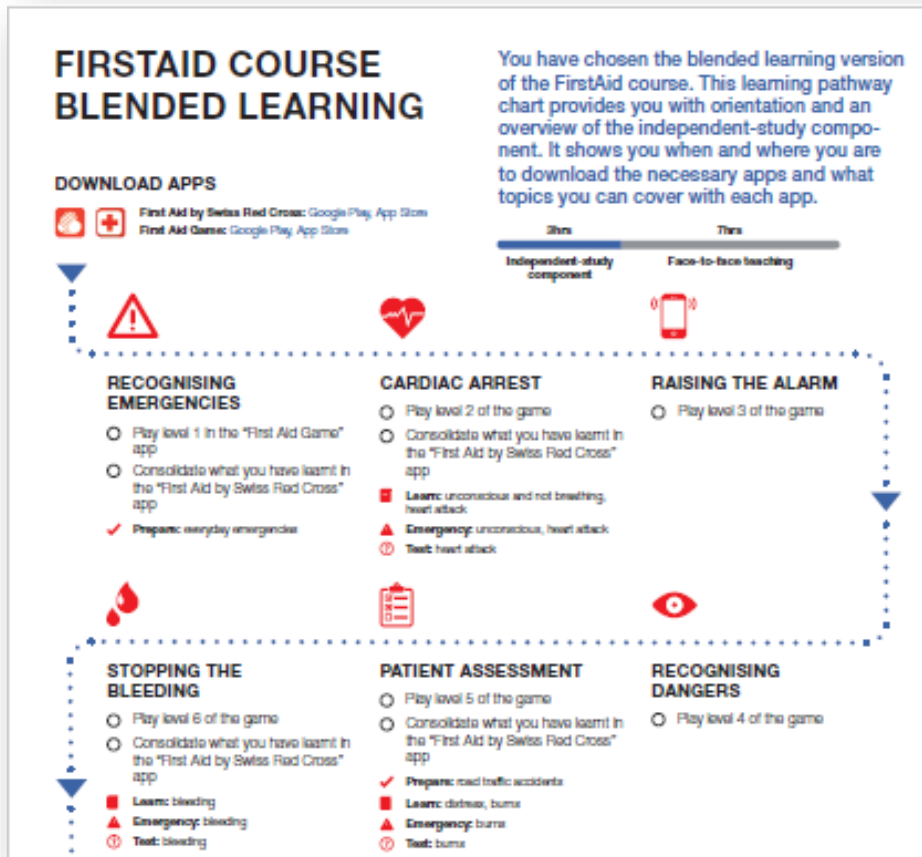 FIRSTAID COURSE
BLENDED LEARNING
You have chosen the blended learning version
of the FirstAid course. This learning pathway
chart provides you with orientation and an
overview of the independent-study compo-
nent. It shows you when and where you are
to download the necessary apps and what
topics you can cover with each app.
DOWNLOAD APPS
First Aid by Swiss Red Cross: Google Play, App Store
First Aid Game: Google Play, App Store
3hrs
7hrs
Independent-study
component
Face-to-face teaching
RECOGNISING
EMERGENCIES
Play level 1 in the "First Aid Game"
app
Consolidate what you have learnt in
the "First Aid by Swiss Red Cross"
app
Prepare: everyday emergencies
CARDIAC ARREST
Play level 2 of the game
Consolidate what you have learnt in
the "First Aid by Swiss Red Cross"
app
Learn: unconscious and not breathing,
heart attack
Emergency: unconscious, heart attack
Test: heart attack
RAISING THE ALARM
Play level 3 of the game
STOPPING THE
BLEEDING
Play level 6 of the game
Consolidate what you have learnt in
the "First Aid by Swiss Red Cross"
app
Learn: bleeding
Emergency: bleeding
Test: bleeding
PATIENT ASSESSMENT
Play level 5 of the game
Consolidate what you have learnt in
the "First Aid by Swiss Red Cross"
app
Prepare: road traffic accidents
Learn: distress, burns
Emergency: burns
Test: burns
RECOGNISING
DANGERS
Play level 4 of the game